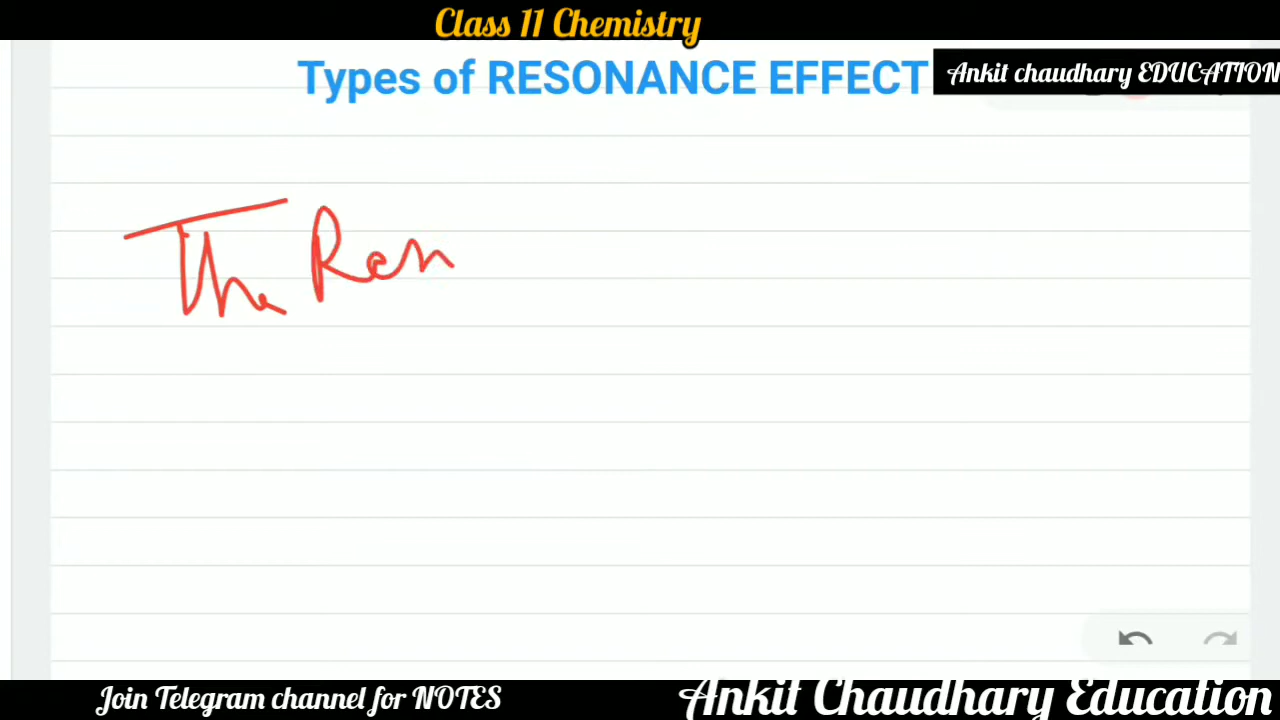 Class 11 Chemistry
Types of RESONANCE EFFECT
Ankit chaudhary EDUCATION
The Ren
Join Telegram channel for NOTES
Ankit Chaudhary Education